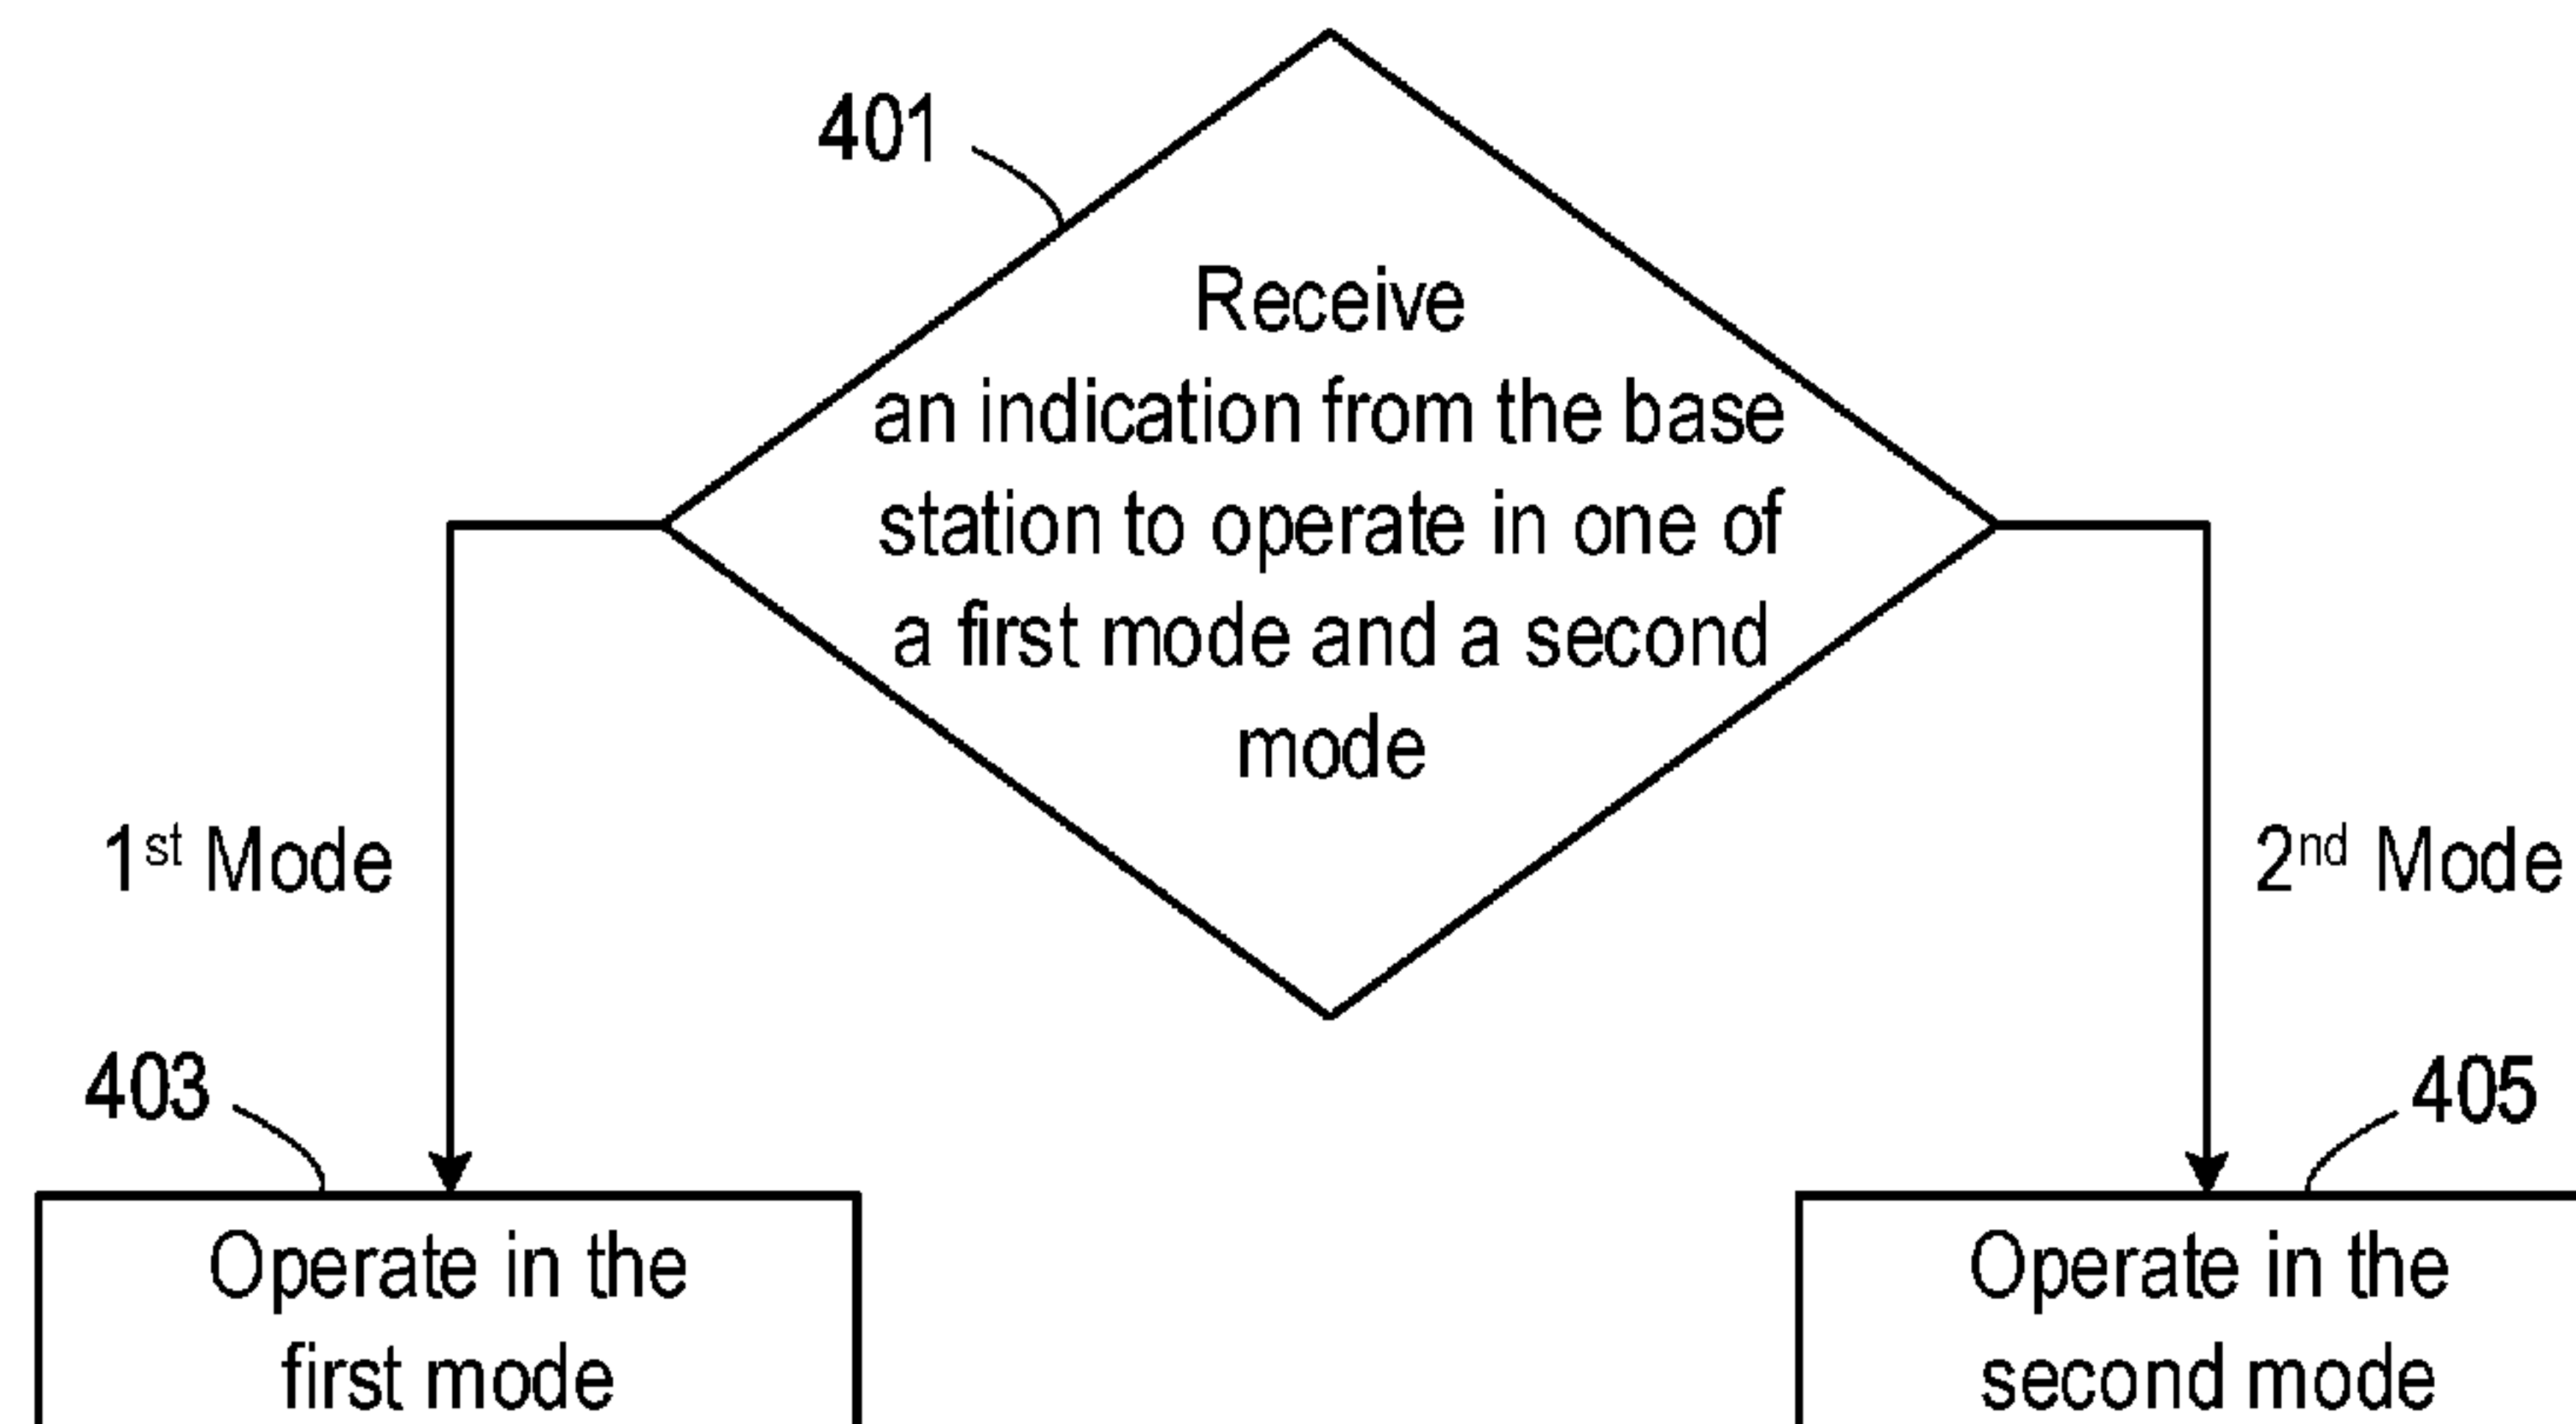 401
Receive
an indication from the base
station to operate in one of
a first mode and a second
mode
1st Mode
2nd Mode
403
405
Operate in the
first mode
Operate in the
second mode